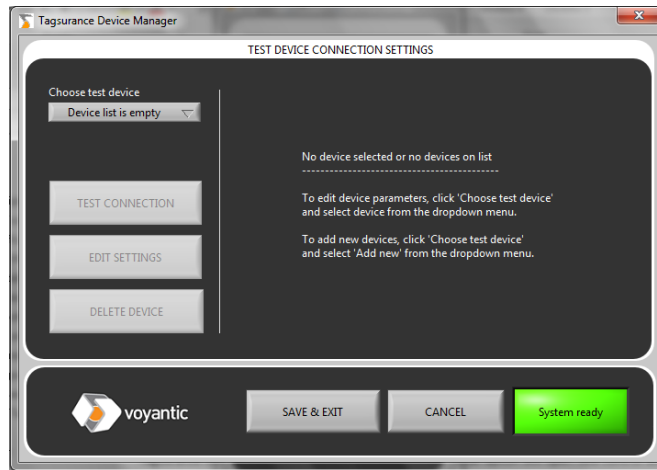 Tagsurance Device Manager
TEST DEVICE CONNECTION SETTINGS
Choose test device
Device list is empty
TEST CONNECTION
EDIT SETTINGS
DELETE DEVICE
No device selected or no devices on list
------------------------------------------
To edit device parameters, click 'Choose test device'
and select device from the dropdown menu.
To add new devices, click 'Choose test device'
and select 'Add new' from the dropdown menu.
voyantic
SAVE & EXIT
CANCEL
System ready